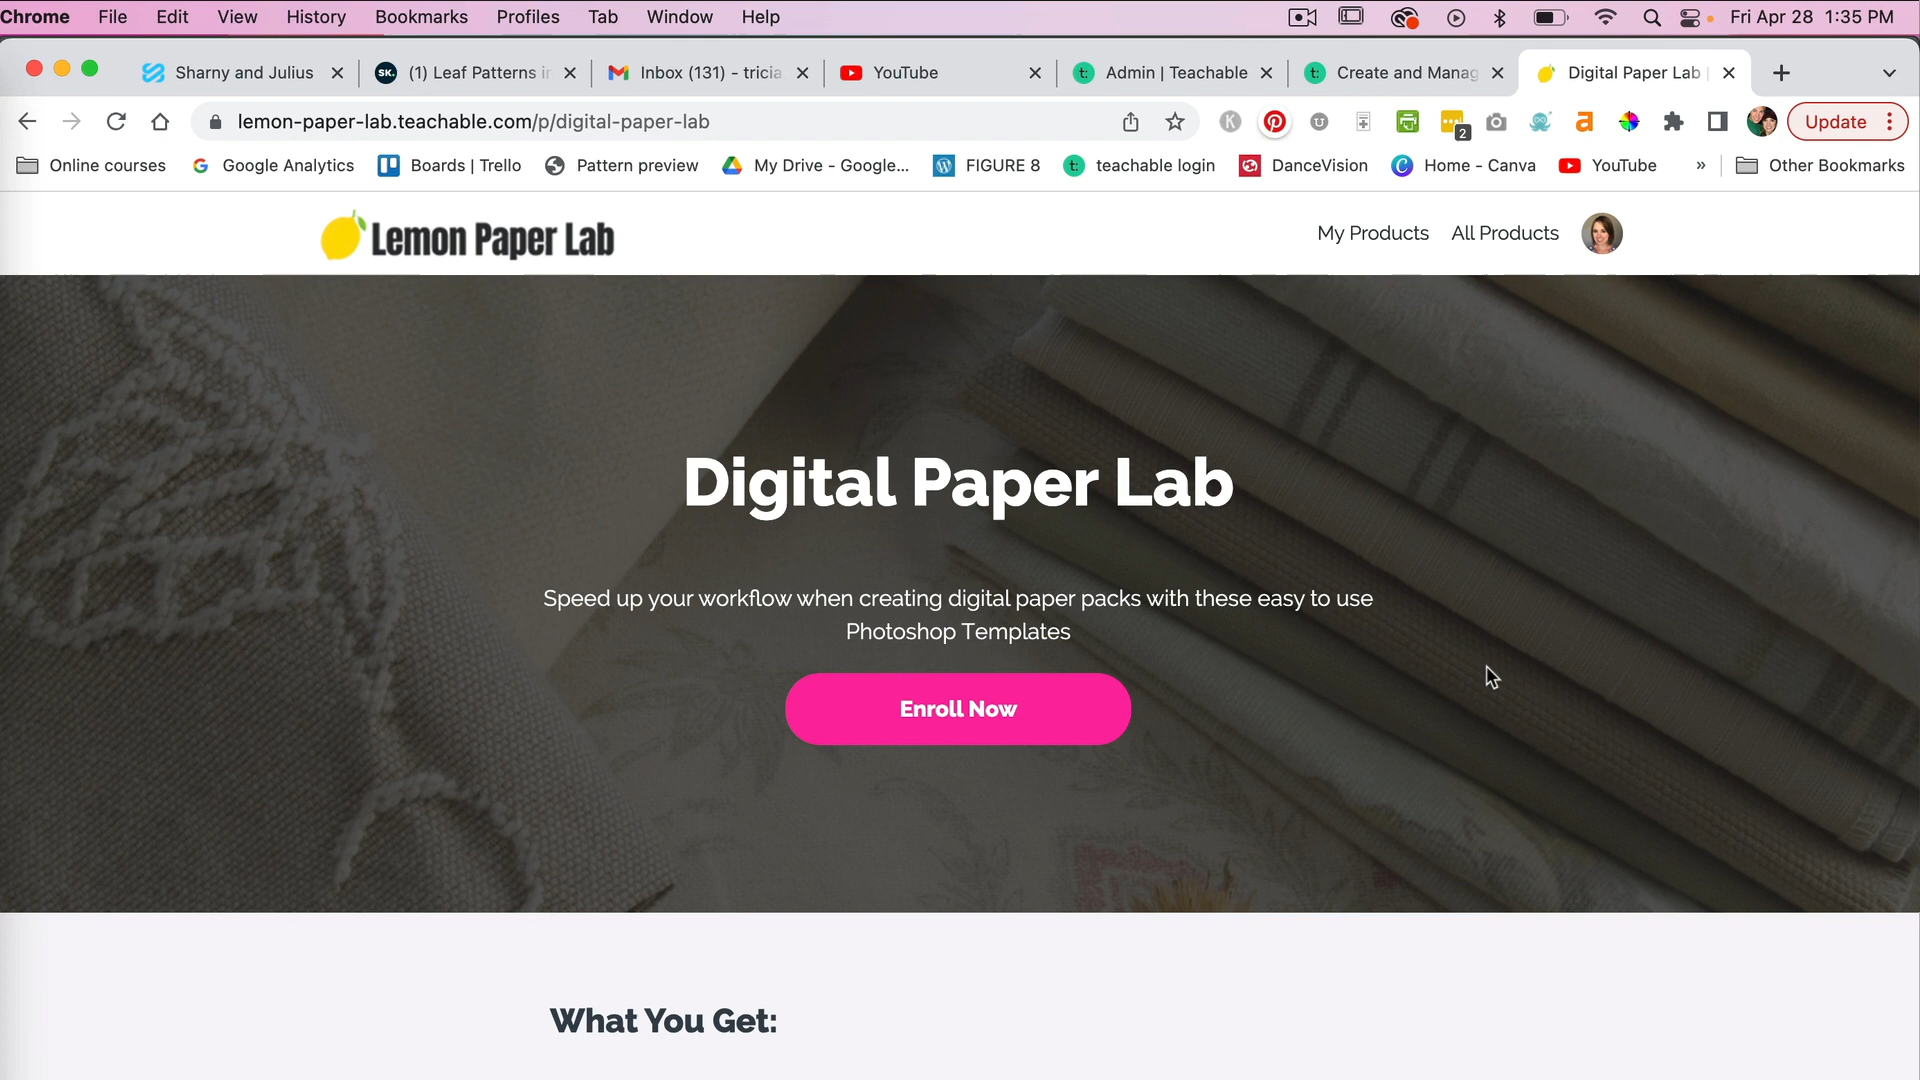 Chrome File Edit View History Bookmarks Profiles Tab Window Help Fri Apr 28 1:35 PM
Sharny and Julius SK. (1) Leaf Patterns in Inbox (131) - tricia YouTube t: Admin | Teachable t: Create and Manag Digital Paper Lab |
lemon-paper-lab.teachable.com/p/digital-paper-lab K U 2 a Update
Online courses Google Analytics Boards | Trello Pattern preview My Drive - Google... FIGURE 8 t: teachable login DanceVision Home - Canva YouTube » Other Bookmarks
Lemon Paper Lab My Products All Products
Digital Paper Lab
Speed up your workflow when creating digital paper packs with these easy to use
Photoshop Templates
Enroll Now
What You Get: